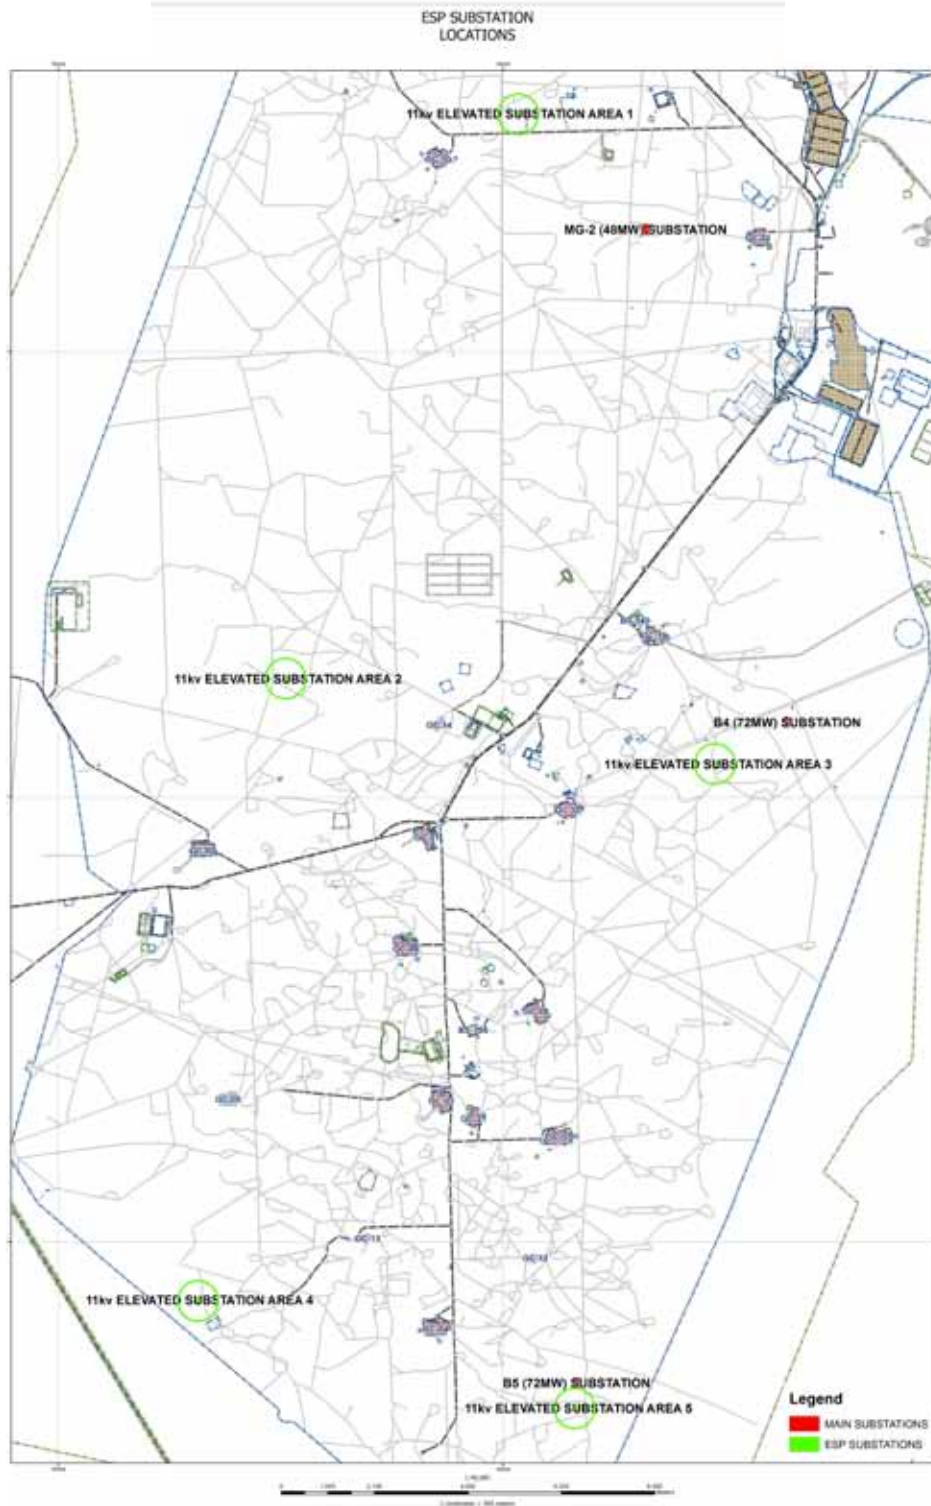 ESP SUBSTATION
LOCATIONS
11kv ELEVATED SUBSTATION AREA 1
MG-2 (48MW) SUBSTATION
11kv ELEVATED SUBSTATION AREA 2
B4 (72MW) SUBSTATION
11kv ELEVATED SUBSTATION AREA 3
11kv ELEVATED SUBSTATION AREA 4
B5 (72MW) SUBSTATION
11kv ELEVATED SUBSTATION AREA 5
Legend
MAIN SUBSTATIONS
ESP SUBSTATIONS